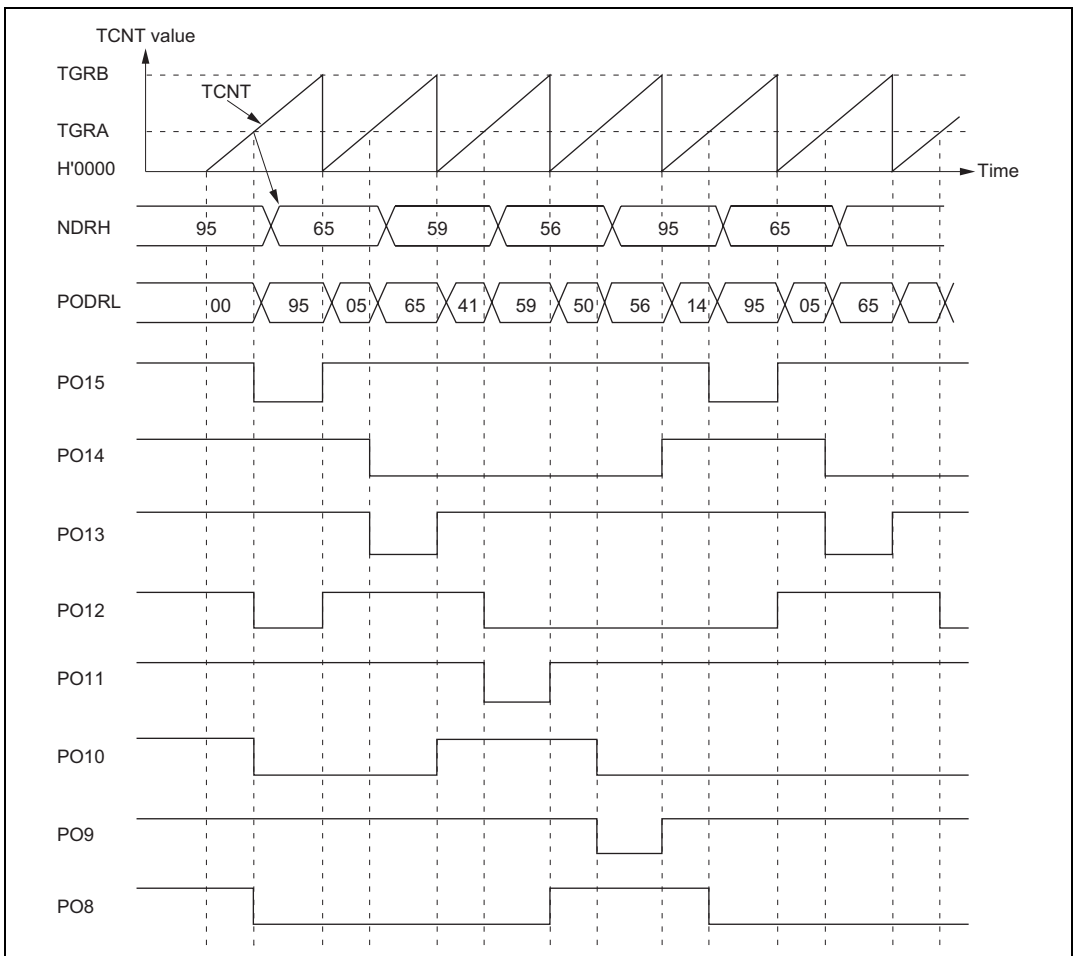 TCNT value
TGRB
TCNT
TGRA
H'0000
Time
NDRH 95 65 59 56 95 65
PODRL 00 95 05 65 41 59 50 56 14 95 05 65
PO15
PO14
PO13
PO12
PO11
PO10
PO9
PO8